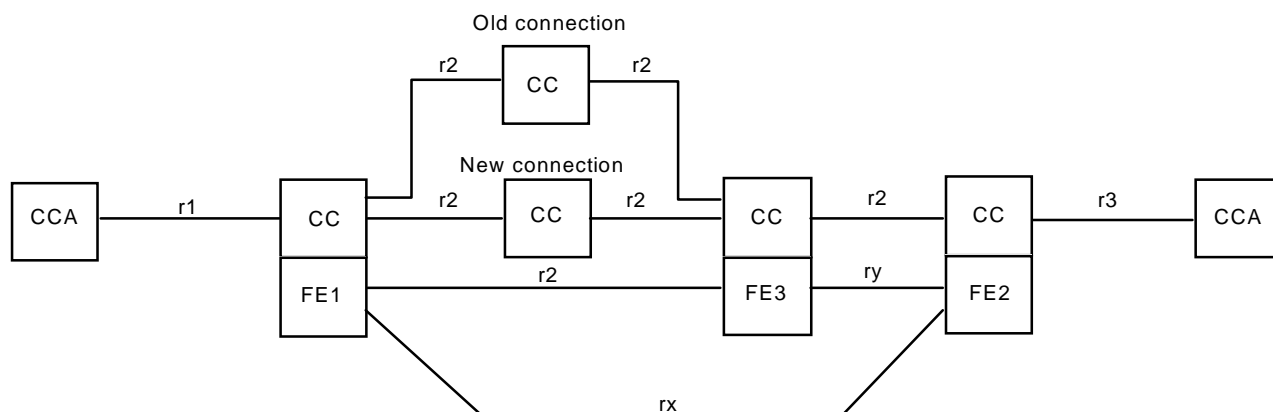 Old connection
r2
CC
r2
New connection
CCA
r1
CC
r2
CC
r2
CC
r2
CC
r3
CCA
FE1
r2
FE3
ry
FE2
rx